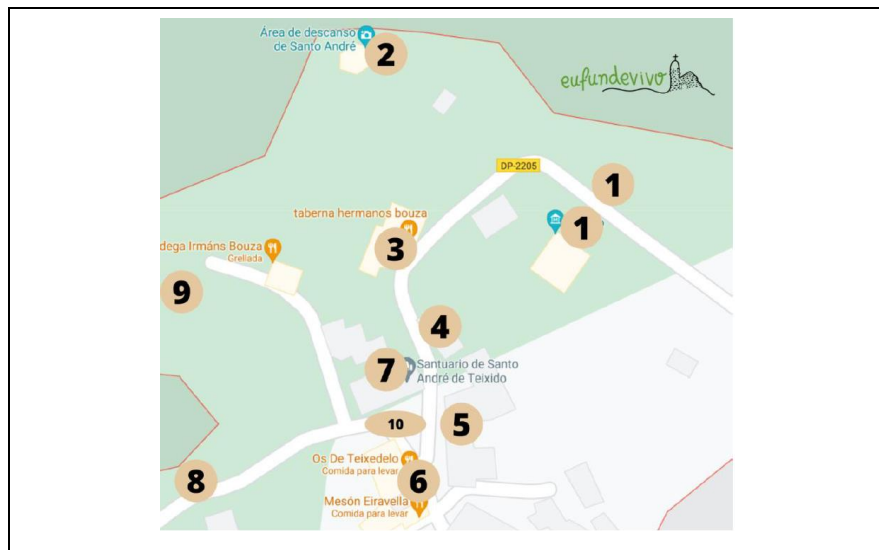 Área de descanso
de Santo André
2
eufundevivo
DP-2205
1
taberna hermanos bouza
1
3
dega Irmáns Bouza
Grellada
9
4
7
Santuario de Santo
André de Teixido
10
5
Os De Teixedelo
Comida para levar
6
8
Mesón Eiravella
Comida para levar